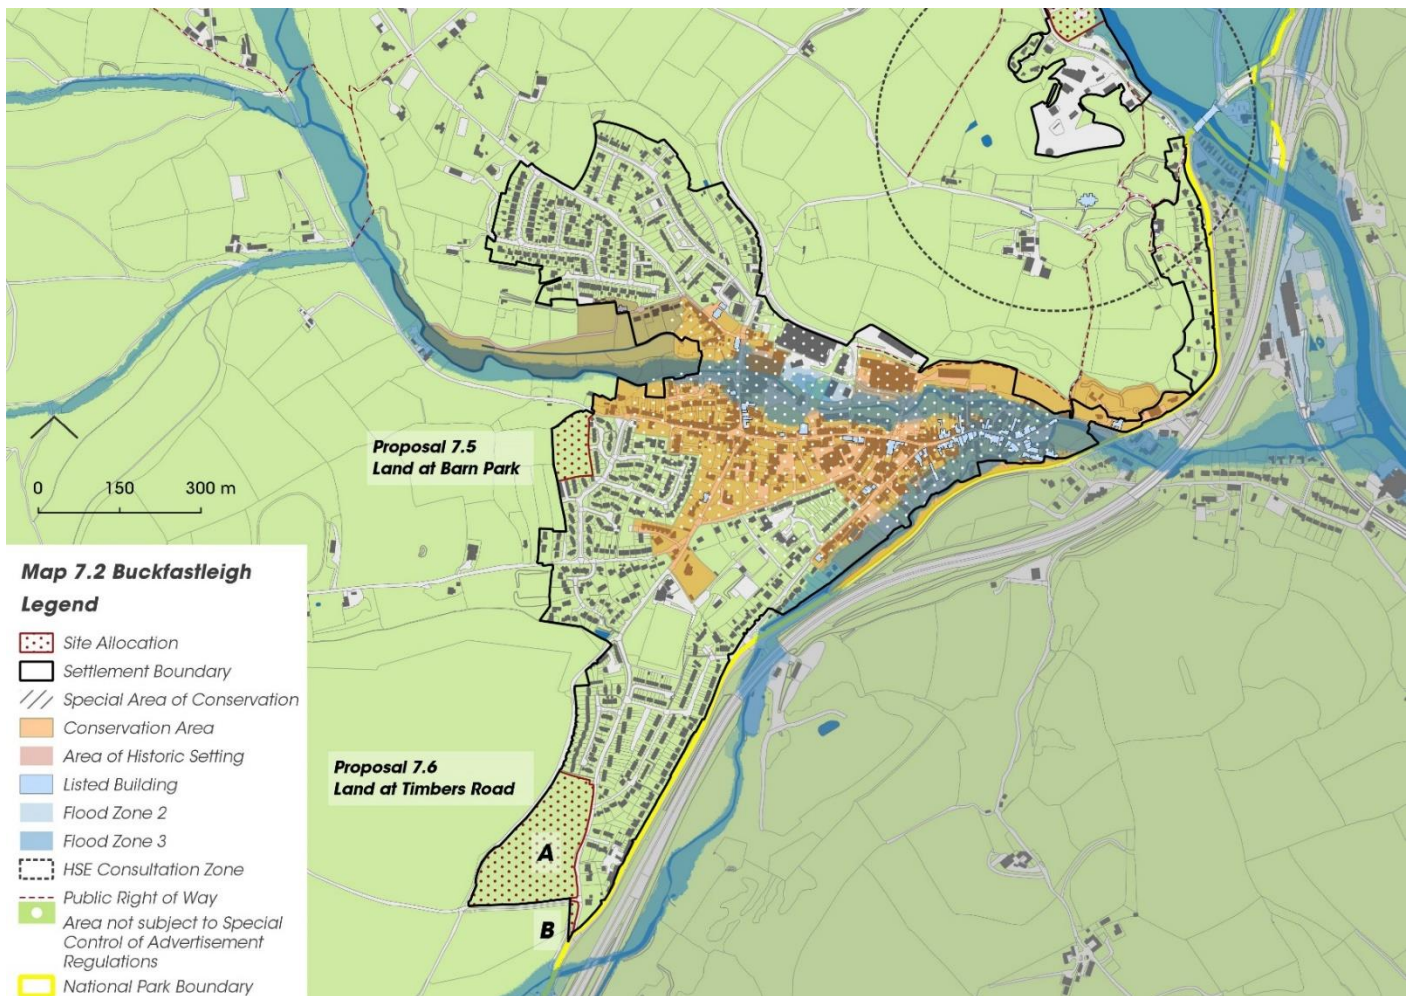 Proposal 7.5
Land at Barn Park
0 150 300 m
Map 7.2 Buckfastleigh
Legend
Site Allocation
Settlement Boundary
Special Area of Conservation
Conservation Area
Area of Historic Setting
Listed Building
Flood Zone 2
Flood Zone 3
HSE Consultation Zone
Public Right of Way
Area not subject to Special
Control of Advertisement
Regulations
National Park Boundary
Proposal 7.6
Land at Timbers Road
A
B